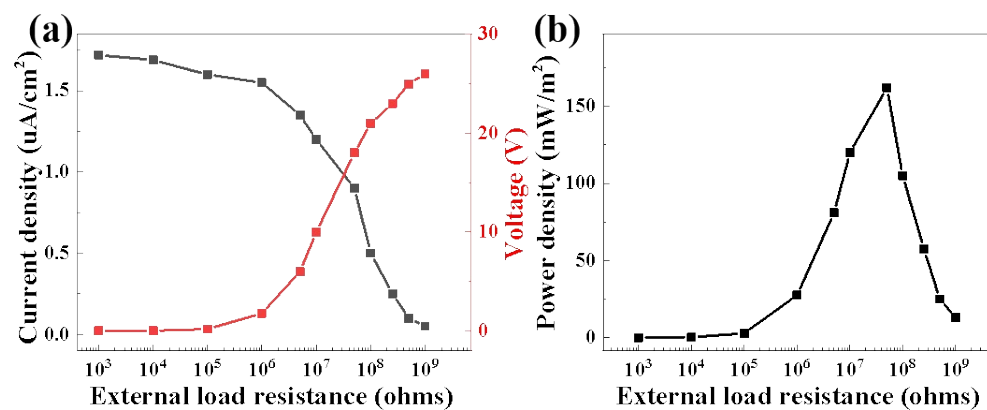 (a)
Current density (uA/cm²)
1.5
1.0
0.5
0.0
10³ 10⁴ 10⁵ 10⁶ 10⁷ 10⁸ 10⁹
External load resistance (ohms)
30
20
10
0
Voltage (V)
(b)
Power density (mW/m²)
150
100
50
0
10³ 10⁴ 10⁵ 10⁶ 10⁷ 10⁸ 10⁹
External load resistance (ohms)